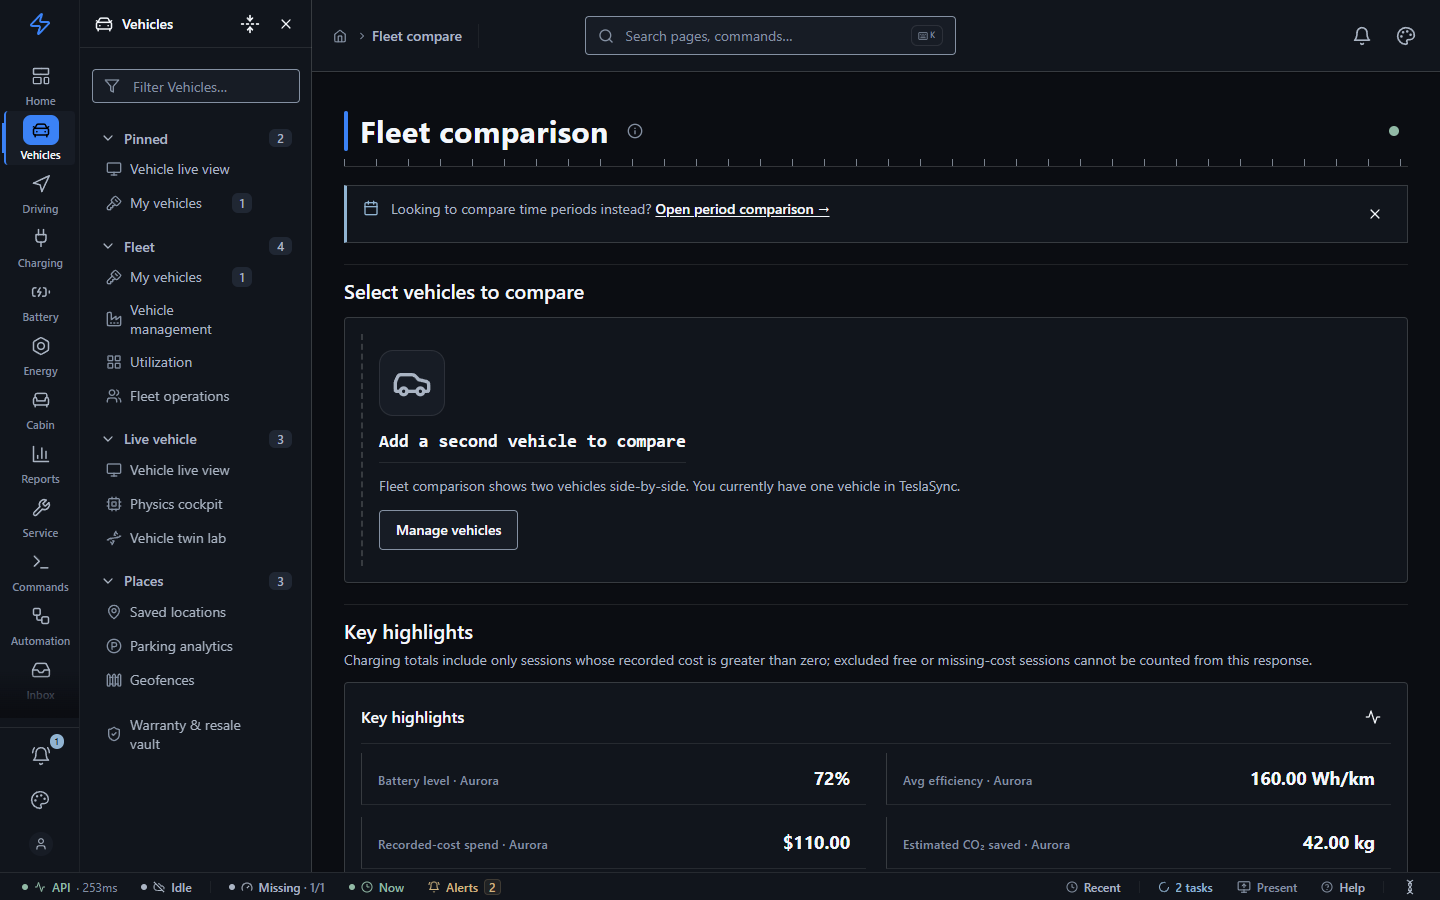 Home
Vehicles
Driving
Charging
Battery
Energy
Cabin
Reports
Service
Commands
Automation
Inbox
1
Vehicles
Filter Vehicles...
Pinned 2
Vehicle live view
My vehicles 1
Fleet 4
My vehicles 1
Vehicle
management
Utilization
Fleet operations
Live vehicle 3
Vehicle live view
Physics cockpit
Vehicle twin lab
Places 3
Saved locations
Parking analytics
Geofences
Warranty & resale
vault
Fleet compare
Search pages, commands... K
Fleet comparison
Looking to compare time periods instead? Open period comparison →
Select vehicles to compare
Add a second vehicle to compare
Fleet comparison shows two vehicles side-by-side. You currently have one vehicle in TeslaSync.
Manage vehicles
Key highlights
Charging totals include only sessions whose recorded cost is greater than zero; excluded free or missing-cost sessions cannot be counted from this response.
Key highlights
Battery level · Aurora 72%
Avg efficiency · Aurora 160.00 Wh/km
Recorded-cost spend · Aurora $110.00
Estimated CO₂ saved · Aurora 42.00 kg
API · 253ms Idle Missing · 1/1 Now Alerts 2 Recent 2 tasks Present Help